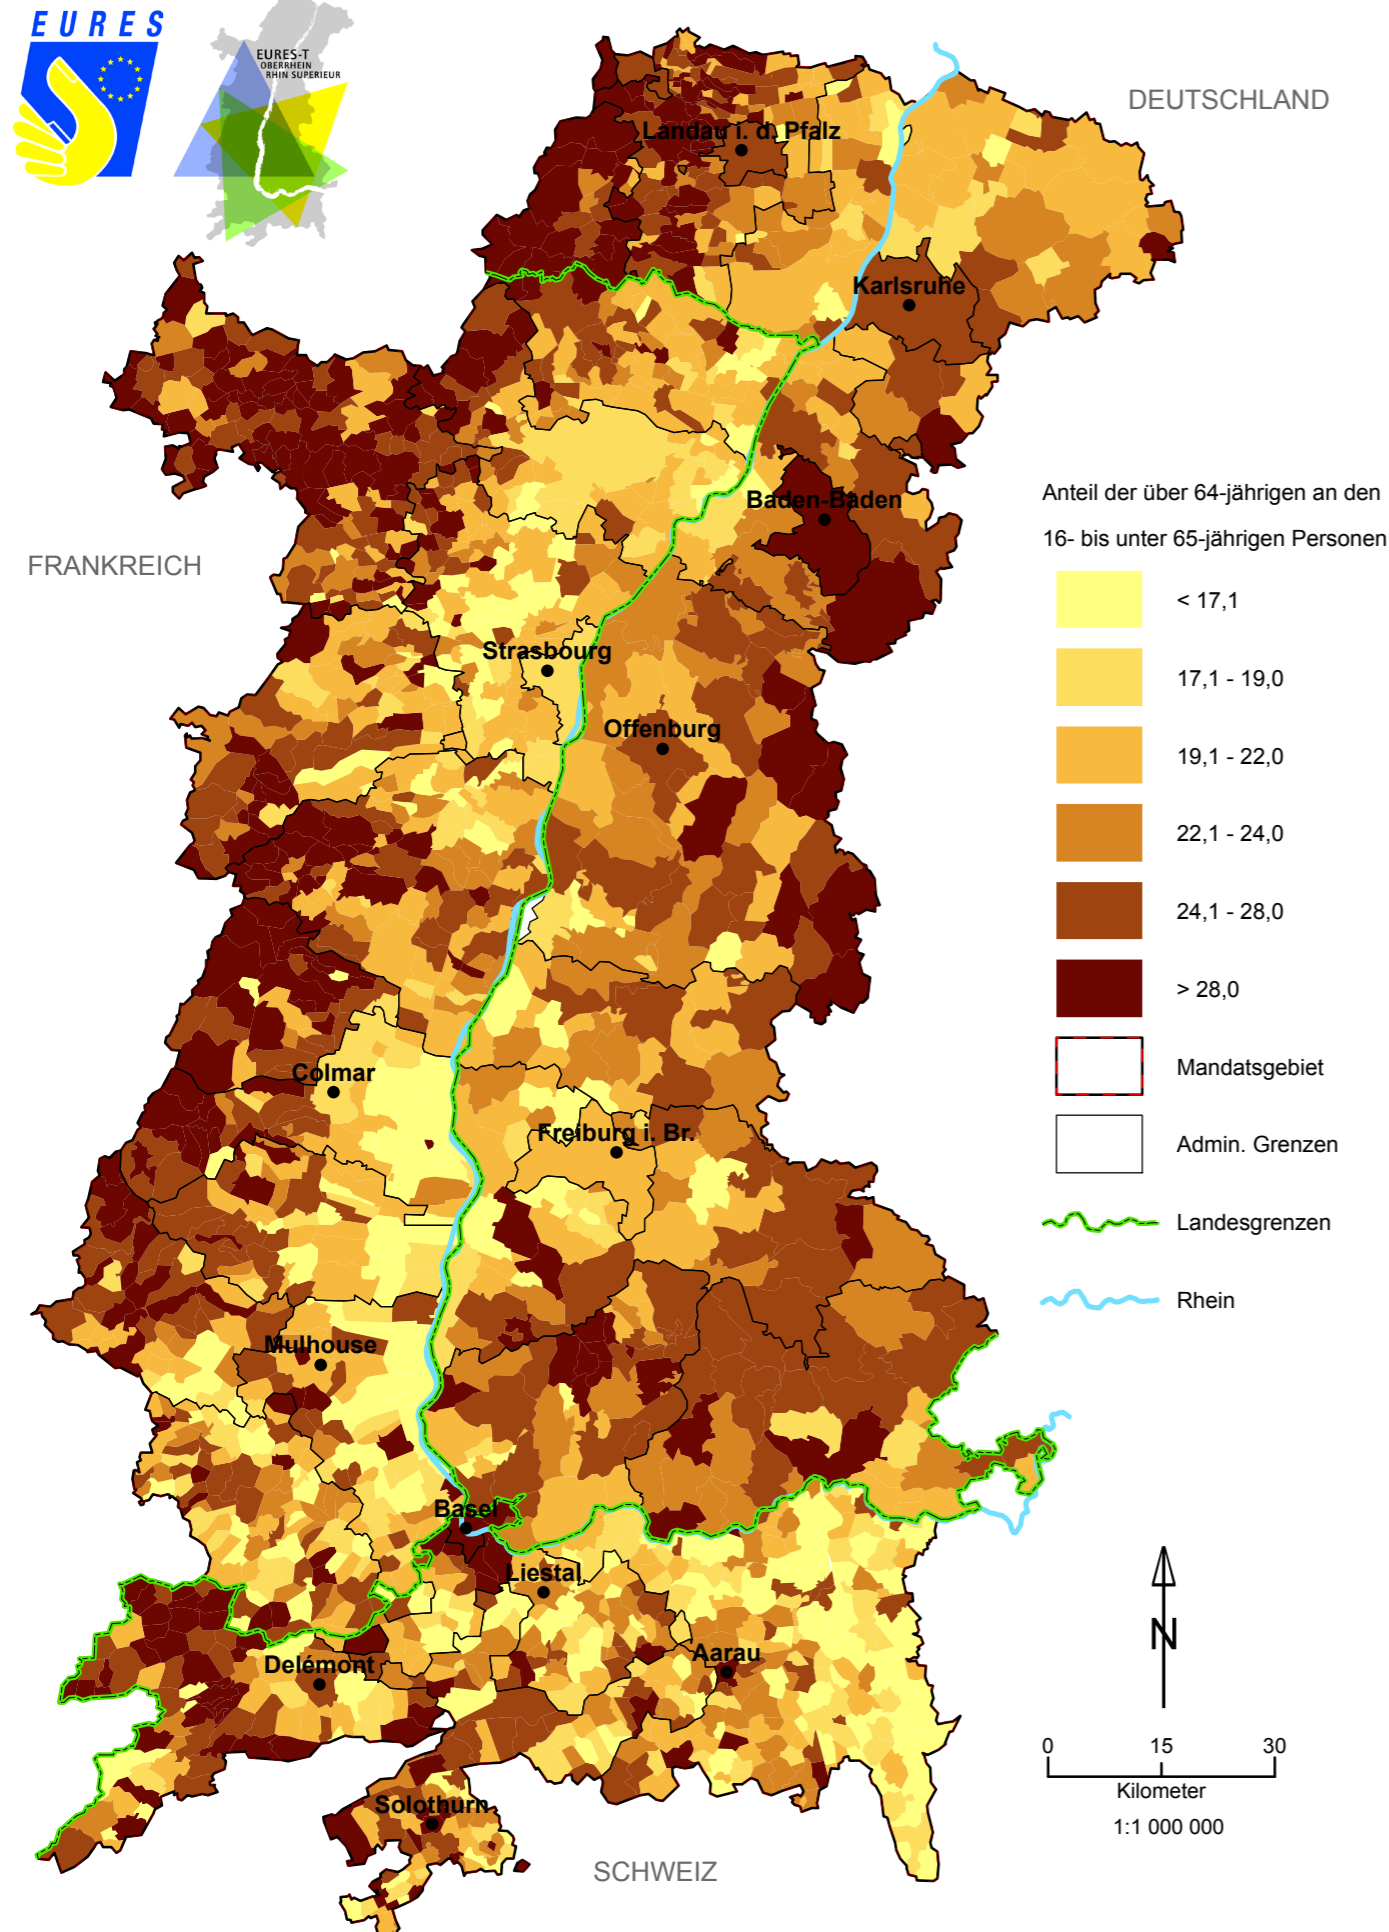 EURES
EURES-T
OBERRHEIN
RHIN SUPERIEUR
DEUTSCHLAND
Landau i. d. Pfalz
Karlsruhe
Baden-Baden
FRANKREICH
Strasbourg
Offenburg
Colmar
Freiburg i. Br.
Mulhouse
Basel
Liestal
Delémont
Aarau
Solothurn
SCHWEIZ
Anteil der über 64-jährigen an den
16- bis unter 65-jährigen Personen
< 17,1
17,1 - 19,0
19,1 - 22,0
22,1 - 24,0
24,1 - 28,0
> 28,0
Mandatsgebiet
Admin. Grenzen
Landesgrenzen
Rhein
N
0 15 30
Kilometer
1:1 000 000